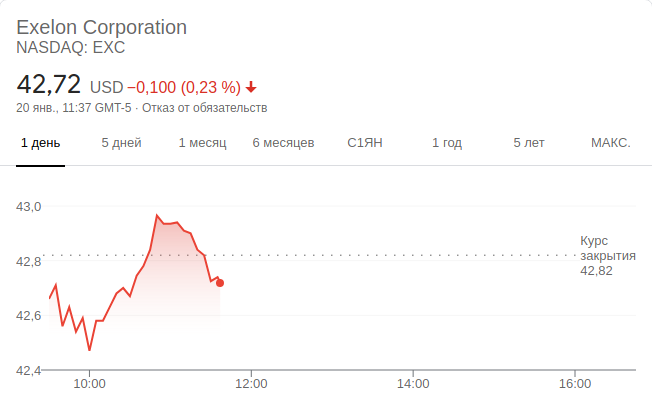 Exelon Corporation
NASDAQ: EXC
42,72 USD −0,100 (0,23 %)
20 янв., 11:37 GMT-5 · Отказ от обязательств
1 день 5 дней 1 месяц 6 месяцев С1ЯН 1 год 5 лет МАКС.
43,0
Курс
закрытия
42,82
42,8
42,6
42,4
10:00 12:00 14:00 16:00